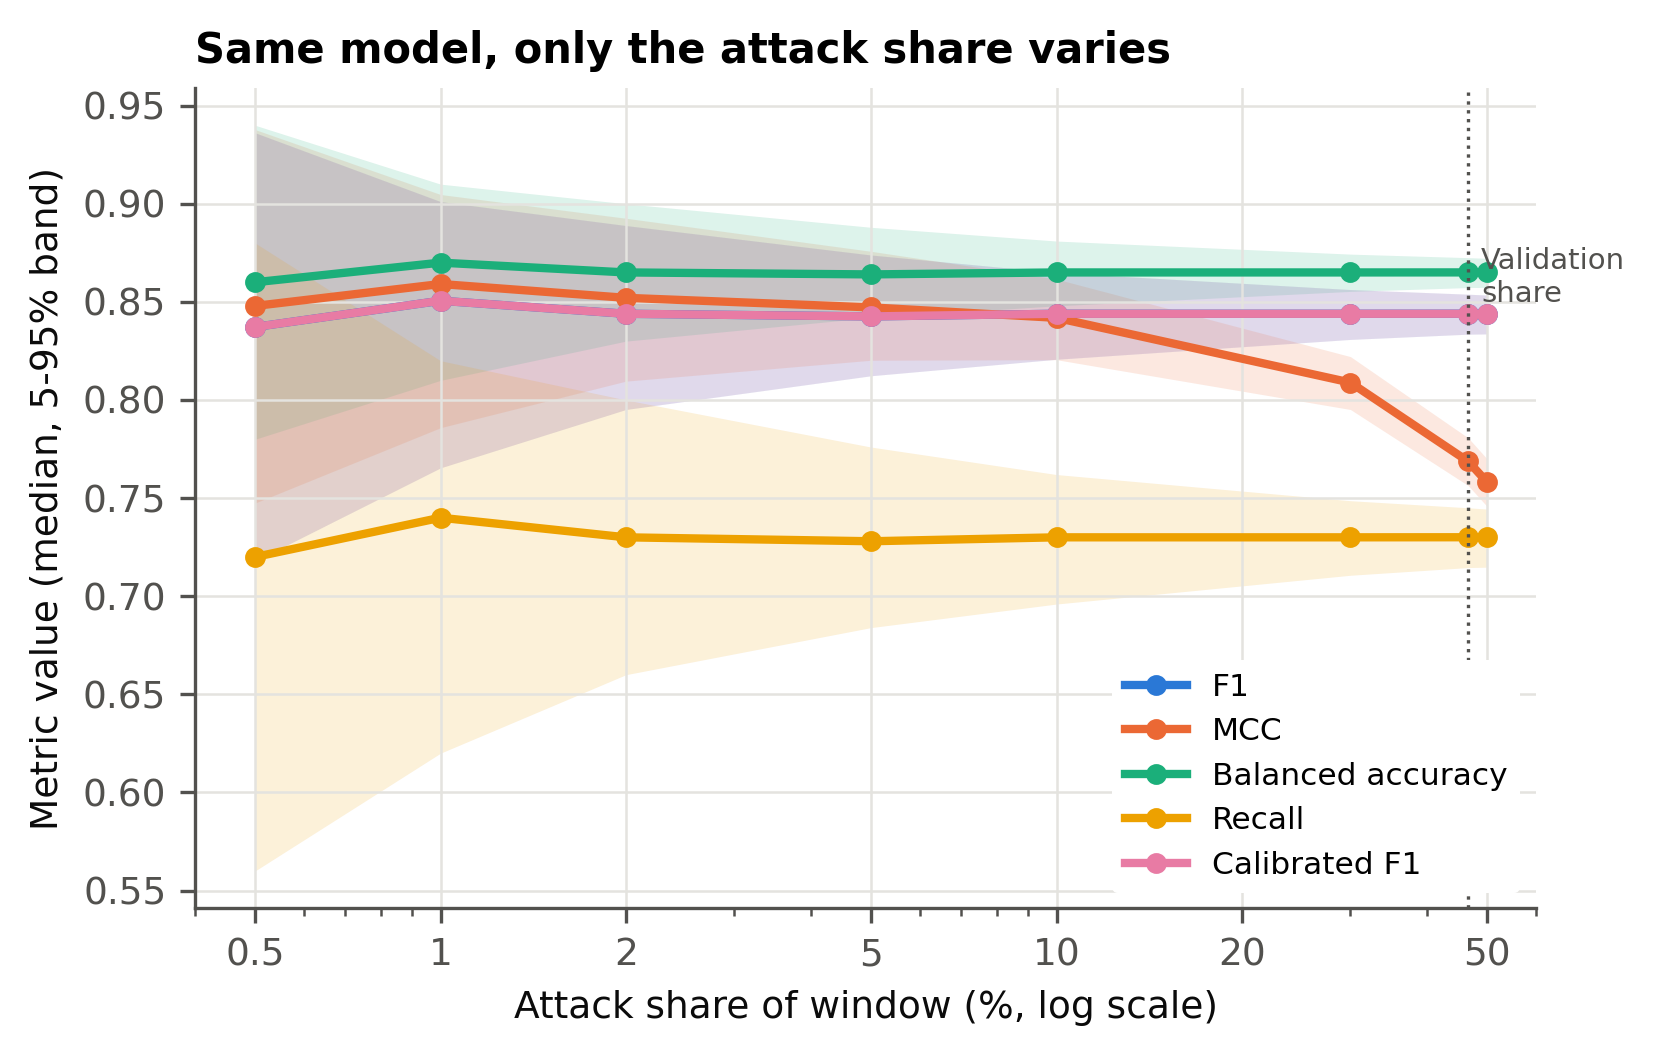 Same model, only the attack share varies
Metric value (median, 5-95% band)
0.95
0.90
0.85
0.80
0.75
0.70
0.65
0.60
0.55
Validation
share
F1
MCC
Balanced accuracy
Recall
Calibrated F1
0.5 1 2 5 10 20 50
Attack share of window (%, log scale)